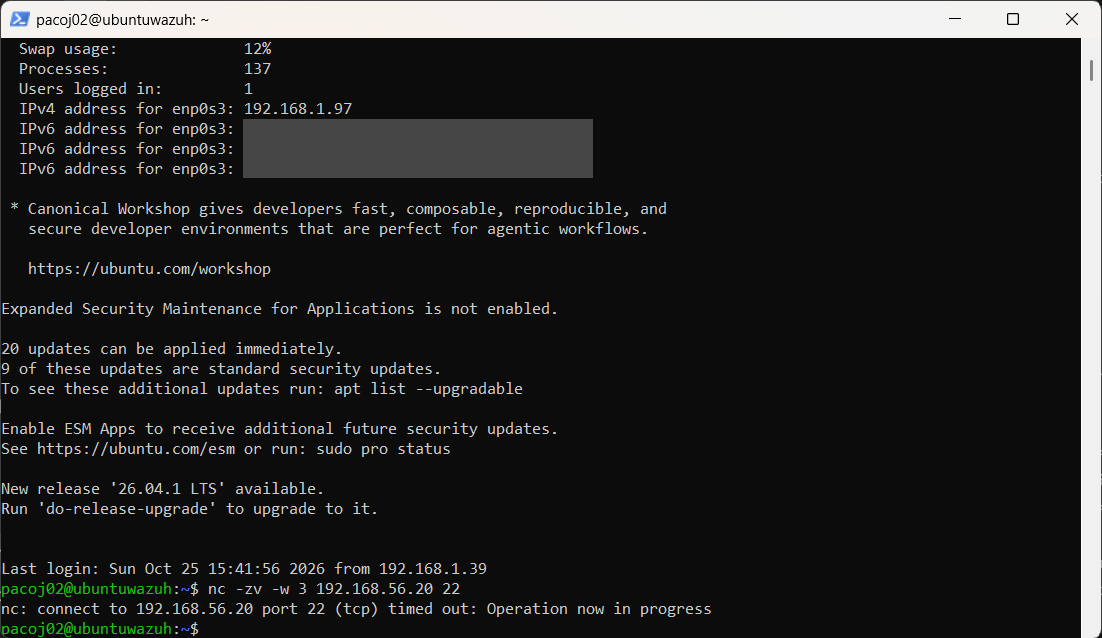 pacoj02@ubuntuwazuh: ~
Swap usage: 12%
Processes: 137
Users logged in: 1
IPv4 address for enp0s3: 192.168.1.97
IPv6 address for enp0s3:
IPv6 address for enp0s3:
IPv6 address for enp0s3:
* Canonical Workshop gives developers fast, composable, reproducible, and
secure developer environments that are perfect for agentic workflows.
https://ubuntu.com/workshop
Expanded Security Maintenance for Applications is not enabled.
20 updates can be applied immediately.
9 of these updates are standard security updates.
To see these additional updates run: apt list --upgradable
Enable ESM Apps to receive additional future security updates.
See https://ubuntu.com/esm or run: sudo pro status
New release '26.04.1 LTS' available.
Run 'do-release-upgrade' to upgrade to it.
Last login: Sun Oct 25 15:41:56 2026 from 192.168.1.39
pacoj02@ubuntuwazuh:~$ nc -zv -w 3 192.168.56.20 22
nc: connect to 192.168.56.20 port 22 (tcp) timed out: Operation now in progress
pacoj02@ubuntuwazuh:~$